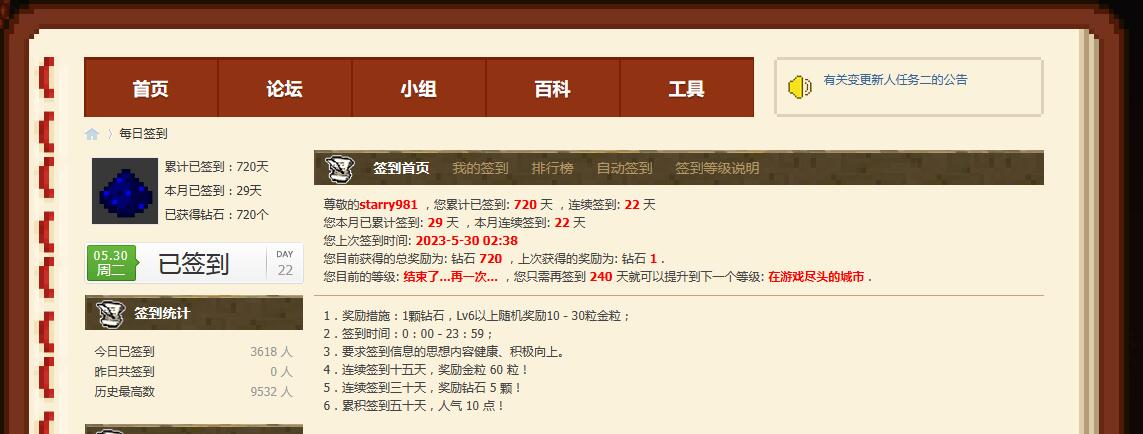 首页 论坛 小组 百科 工具
有关变更新人任务二的公告
每日签到
累计已签到：720天
本月已签到：29天
已获得钻石：720个
05.30
周二
已签到
DAY
22
签到统计
今日已签到 3618 人
昨日共签到 0 人
历史最高数 9532 人
签到首页 我的签到 排行榜 自动签到 签到等级说明
尊敬的starry981 ，您累计已签到: 720 天 ，连续签到: 22 天
您本月已累计签到: 29 天 ，本月连续签到: 22 天
您上次签到时间: 2023-5-30 02:38
您目前获得的总奖励为: 钻石 720 ，上次获得的奖励为: 钻石 1 .
您目前的等级: 结束了...再一次... ，您只需再签到 240 天就可以提升到下一个等级: 在游戏尽头的城市 .
1．奖励措施：1颗钻石，Lv6以上随机奖励10 - 30粒金粒；
2．签到时间：0：00 - 23：59；
3．要求签到信息的思想内容健康、积极向上。
4．连续签到十五天，奖励金粒 60 粒！
5．连续签到三十天，奖励钻石 5 颗！
6．累积签到五十天，人气 10 点！